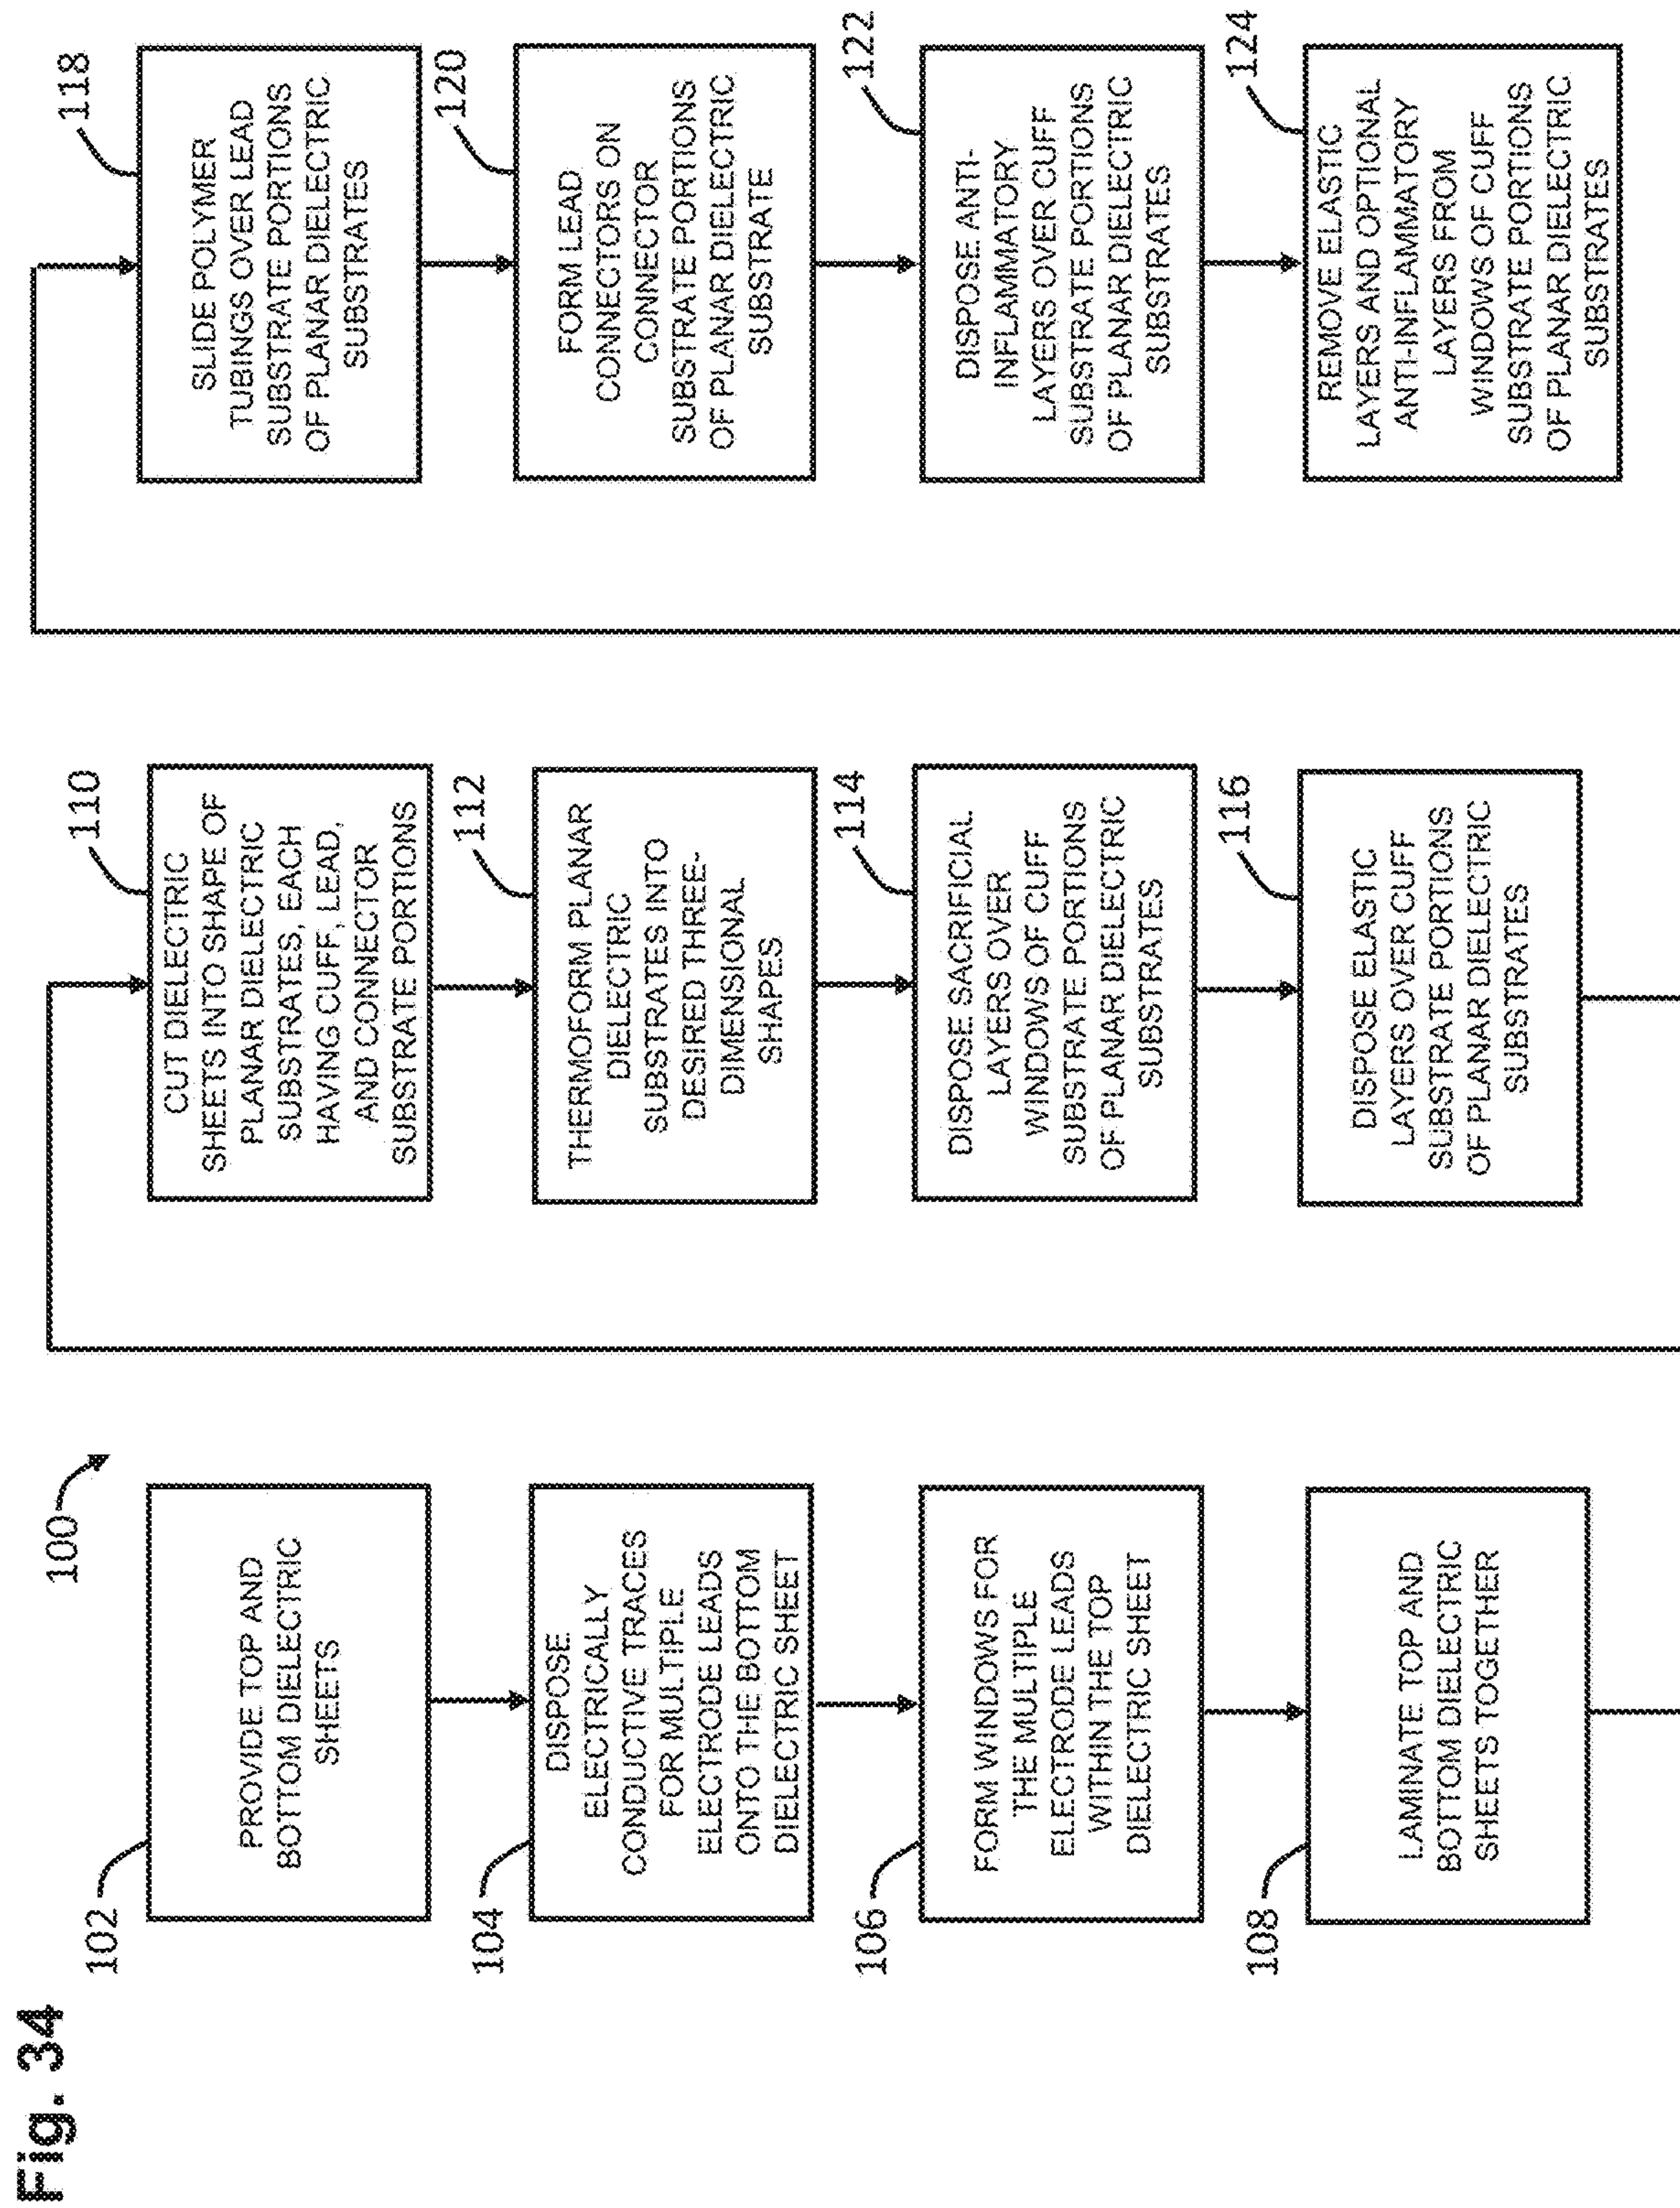 Fig. 34
100
102
PROVIDE TOP AND
BOTTOM DIELECTRIC
SHEETS
104
DISPOSE
ELECTRICALLY
CONDUCTIVE TRACES
FOR MULTIPLE
ELECTRODE LEADS
ONTO THE BOTTOM
DIELECTRIC SHEET
106
FORM WINDOWS FOR
THE MULTIPLE
ELECTRODE LEADS
WITHIN THE TOP
DIELECTRIC SHEET
108
LAMINATE TOP AND
BOTTOM DIELECTRIC
SHEETS TOGETHER
110
CUT DIELECTRIC
SHEETS INTO SHAPE OF
PLANAR DIELECTRIC
SUBSTRATES, EACH
HAVING CUFF, LEAD,
AND CONNECTOR
SUBSTRATE PORTIONS
112
THERMOFORM PLANAR
DIELECTRIC
SUBSTRATES INTO
DESIRED THREE-
DIMENSIONAL
SHAPES
114
DISPOSE SACRIFICIAL
LAYERS OVER
WINDOWS OF CUFF
SUBSTRATE PORTIONS
OF PLANAR DIELECTRIC
SUBSTRATES
116
DISPOSE ELASTIC
LAYERS OVER CUFF
SUBSTRATE PORTIONS
OF PLANAR DIELECTRIC
SUBSTRATES
118
SLIDE POLYMER
TUBINGS OVER LEAD
SUBSTRATE PORTIONS
OF PLANAR DIELECTRIC
SUBSTRATES
120
FORM LEAD
CONNECTORS ON
CONNECTOR
SUBSTRATE PORTIONS
OF PLANAR DIELECTRIC
SUBSTRATE
122
DISPOSE ANTI-
INFLAMMATORY
LAYERS OVER CUFF
SUBSTRATE PORTIONS
OF PLANAR DIELECTRIC
SUBSTRATES
124
REMOVE ELASTIC
LAYERS AND OPTIONAL
ANTI-INFLAMMATORY
LAYERS FROM
WINDOWS OF CUFF
SUBSTRATE PORTIONS
OF PLANAR DIELECTRIC
SUBSTRATES